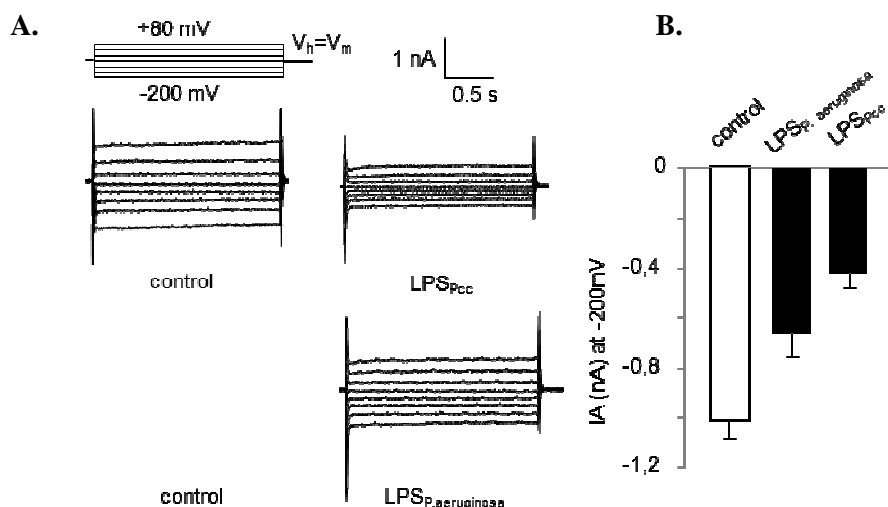 A.
+80 mV
Vh=Vm
-200 mV
1 nA
0.5 s
control
LPSPcc
control
LPSP.aeruginosa
B.
control
LPSP. aeruginosa
LPSPcc
0
-0,4
-0,8
-1,2
IA (nA) at -200mV